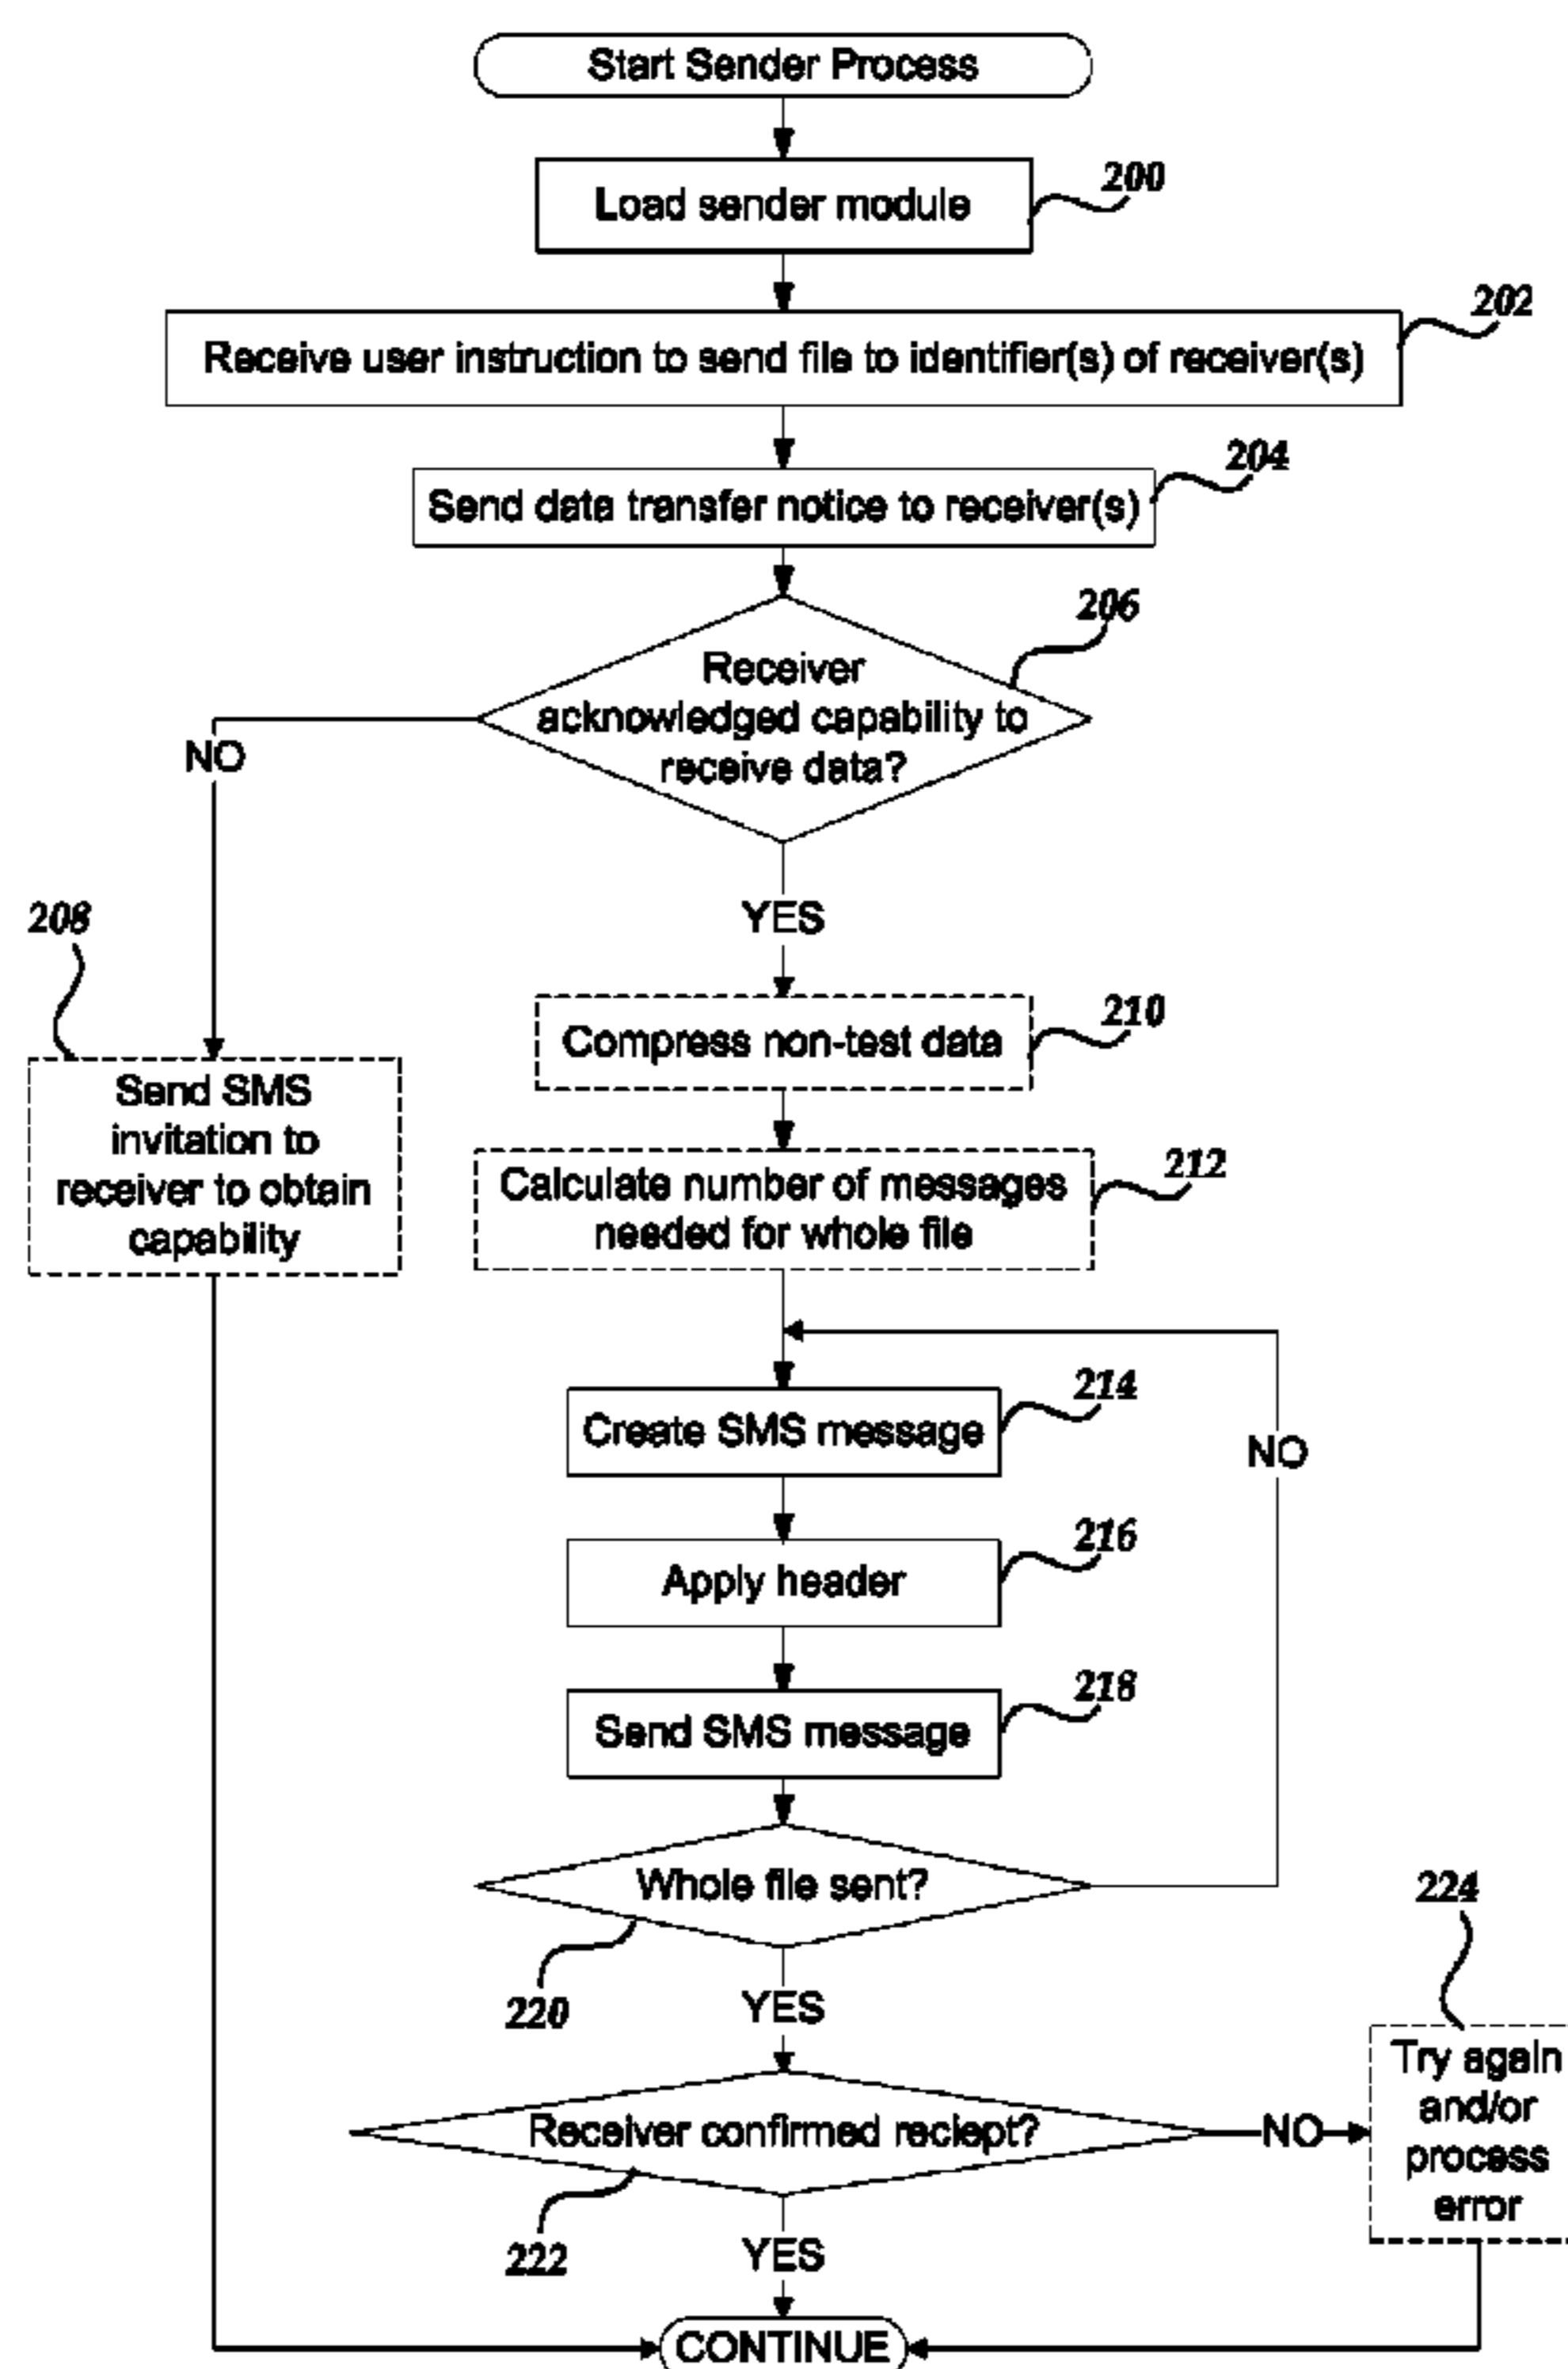 Start Sender Process
Load sender module
200
Receive user instruction to send file to identifier(s) of receiver(s)
202
Send data transfer notice to receiver(s)
204
206
Receiver
acknowledged capability to
receive data?
NO
YES
208
Send SMS
invitation to
receiver to obtain
capability
210
Compress non-test data
212
Calculate number of messages
needed for whole file
214
Create SMS message
NO
216
Apply header
218
Send SMS message
Whole file sent?
220
YES
224
Try again
and/or
process
error
Receiver confirmed reciept?
NO
222
YES
CONTINUE